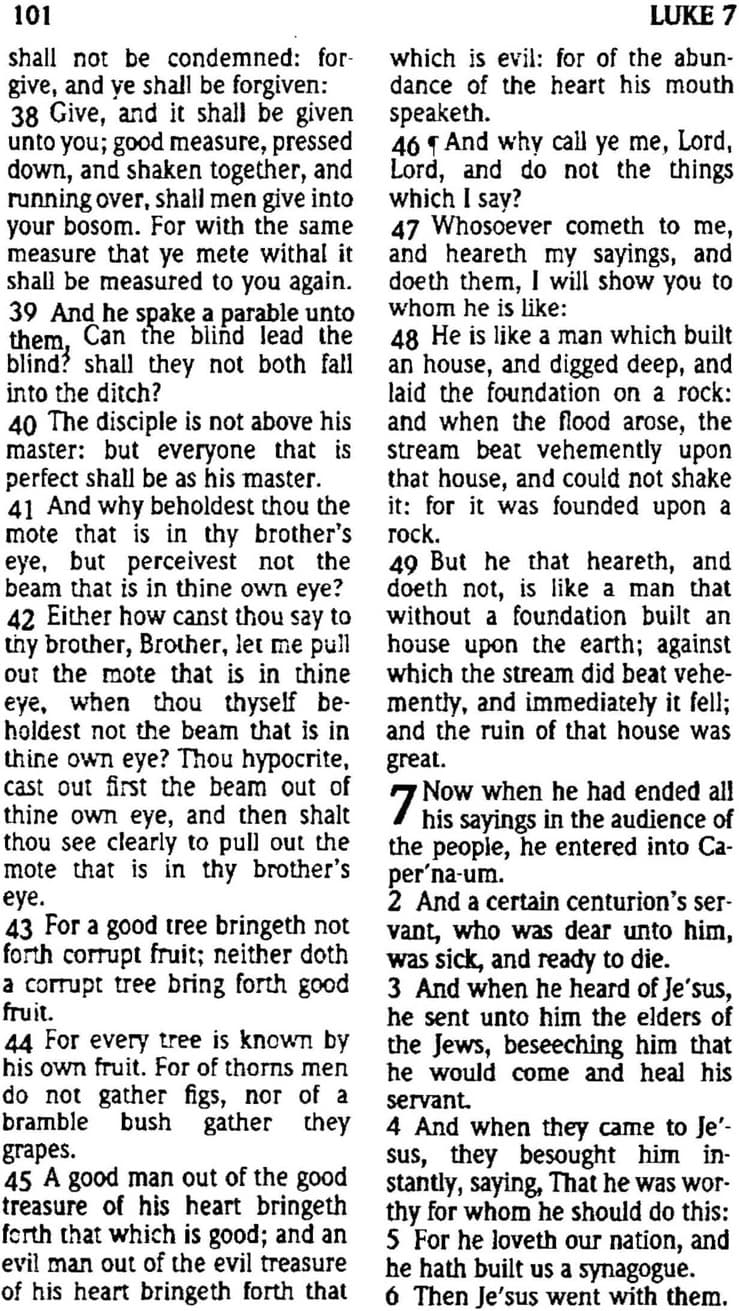 101
LUKE 7
shall not be condemned: for-
give, and ye shall be forgiven:
38 Give, and it shall be given
unto you; good measure, pressed
down, and shaken together, and
running over, shall men give into
your bosom. For with the same
measure that ye mete withal it
shall be measured to you again.
39 And he spake a parable unto
them, Can the blind lead the
blind? shall they not both fall
into the ditch?
40 The disciple is not above his
master: but everyone that is
perfect shall be as his master.
41 And why beholdest thou the
mote that is in thy brother's
eye, but perceivest not the
beam that is in thine own eye?
42 Either how canst thou say to
thy brother, Brother, let me pull
out the mote that is in thine
eye, when thou thyself be-
holdest not the beam that is in
thine own eye? Thou hypocrite,
cast out first the beam out of
thine own eye, and then shalt
thou see clearly to pull out the
mote that is in thy brother's
eye.
43 For a good tree bringeth not
forth corrupt fruit; neither doth
a corrupt tree bring forth good
fruit.
44 For every tree is known by
his own fruit. For of thorns men
do not gather figs, nor of a
bramble bush gather they
grapes.
45 A good man out of the good
treasure of his heart bringeth
forth that which is good; and an
evil man out of the evil treasure
of his heart bringeth forth that
which is evil: for of the abun-
dance of the heart his mouth
speaketh.
46 ¶ And why call ye me, Lord,
Lord, and do not the things
which I say?
47 Whosoever cometh to me,
and heareth my sayings, and
doeth them, I will show you to
whom he is like:
48 He is like a man which built
an house, and digged deep, and
laid the foundation on a rock:
and when the flood arose, the
stream beat vehemently upon
that house, and could not shake
it: for it was founded upon a
rock.
49 But he that heareth, and
doeth not, is like a man that
without a foundation built an
house upon the earth; against
which the stream did beat vehe-
mently, and immediately it fell;
and the ruin of that house was
great.
7 Now when he had ended all
his sayings in the audience of
the people, he entered into Ca-
per′na-um.
2 And a certain centurion's ser-
vant, who was dear unto him,
was sick, and ready to die.
3 And when he heard of Je′sus,
he sent unto him the elders of
the Jews, beseeching him that
he would come and heal his
servant.
4 And when they came to Je′-
sus, they besought him in-
stantly, saying, That he was wor-
thy for whom he should do this:
5 For he loveth our nation, and
he hath built us a synagogue.
6 Then Je′sus went with them.